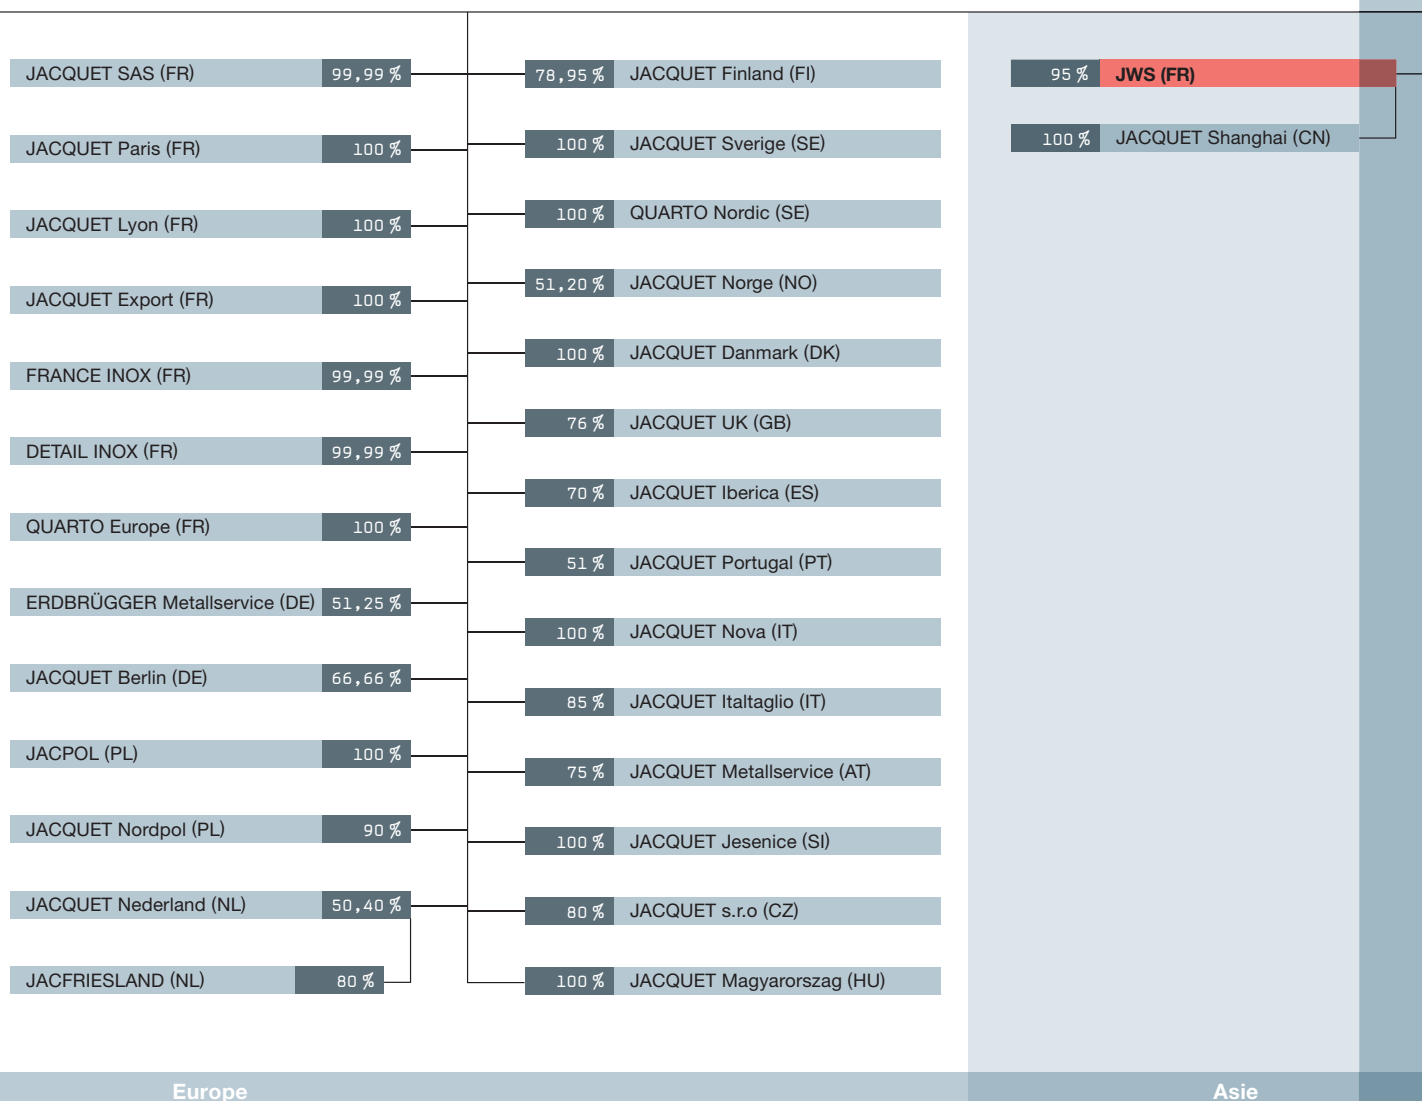 JACQUET SAS (FR) 99,99 %
JACQUET Paris (FR) 100 %
JACQUET Lyon (FR) 100 %
JACQUET Export (FR) 100 %
FRANCE INOX (FR) 99,99 %
DETAIL INOX (FR) 99,99 %
QUARTO Europe (FR) 100 %
ERDBRÜGGER Metallservice (DE) 51,25 %
JACQUET Berlin (DE) 66,66 %
JACPOL (PL) 100 %
JACQUET Nordpol (PL) 90 %
JACQUET Nederland (NL) 50,40 %
JACFRIESLAND (NL) 80 %
78,95 % JACQUET Finland (FI)
100 % JACQUET Sverige (SE)
100 % QUARTO Nordic (SE)
51,20 % JACQUET Norge (NO)
100 % JACQUET Danmark (DK)
76 % JACQUET UK (GB)
70 % JACQUET Iberica (ES)
51 % JACQUET Portugal (PT)
100 % JACQUET Nova (IT)
85 % JACQUET Italtaglio (IT)
75 % JACQUET Metallservice (AT)
100 % JACQUET Jesenice (SI)
80 % JACQUET s.r.o (CZ)
100 % JACQUET Magyarorszag (HU)
95 % JWS (FR)
100 % JACQUET Shanghai (CN)
Europe
Asie